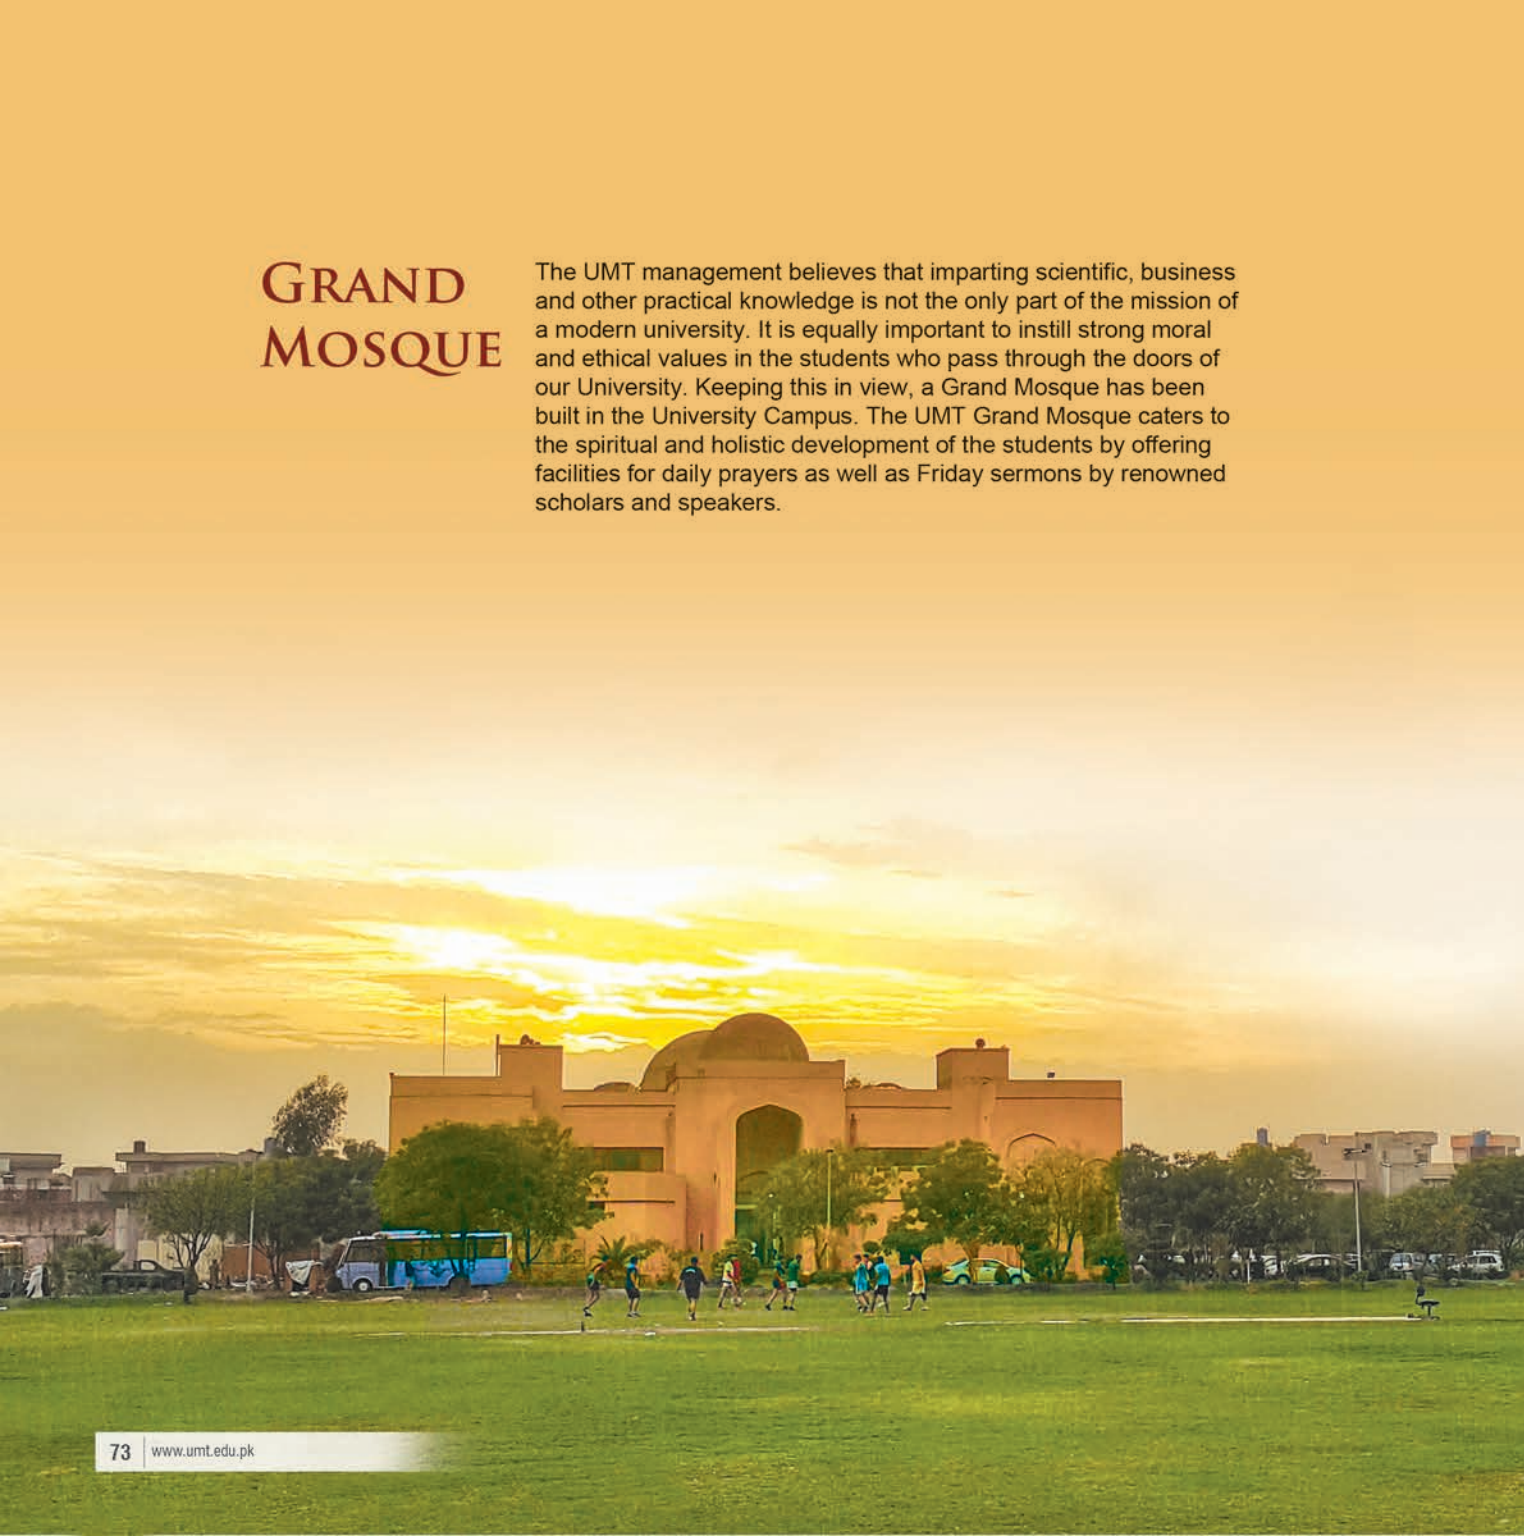 GRAND
MOSQUE
The UMT management believes that imparting scientific, business
and other practical knowledge is not the only part of the mission of
a modern university. It is equally important to instill strong moral
and ethical values in the students who pass through the doors of
our University. Keeping this in view, a Grand Mosque has been
built in the University Campus. The UMT Grand Mosque caters to
the spiritual and holistic development of the students by offering
facilities for daily prayers as well as Friday sermons by renowned
scholars and speakers.
73 www.umt.edu.pk